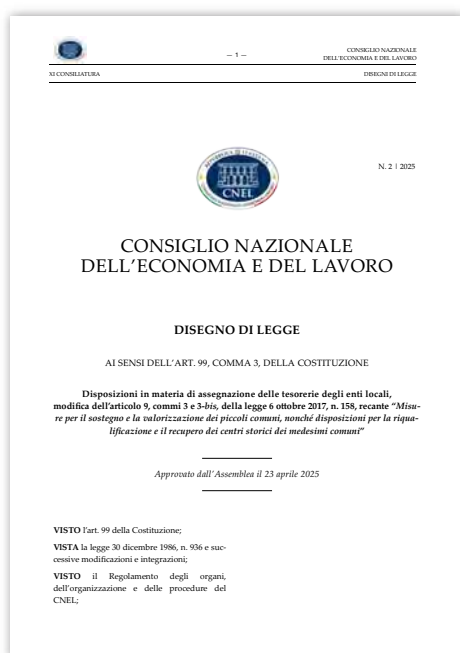 — 1 —
CONSIGLIO NAZIONALE
DELL'ECONOMIA E DEL LAVORO
XI CONSILIATURA
DISEGNI DI LEGGE
N. 2 | 2025
REPUBBLICA ITALIANA
CNEL
CONSIGLIO NAZIONALE
DELL'ECONOMIA E DEL LAVORO
DISEGNO DI LEGGE
AI SENSI DELL'ART. 99, COMMA 3, DELLA COSTITUZIONE
Disposizioni in materia di assegnazione delle tesorerie degli enti locali,
modifica dell'articolo 9, commi 3 e 3-bis, della legge 6 ottobre 2017, n. 158, recante "Misu-
re per il sostegno e la valorizzazione dei piccoli comuni, nonché disposizioni per la riqua-
lificazione e il recupero dei centri storici dei medesimi comuni"
Approvato dall'Assemblea il 23 aprile 2025
VISTO l'art. 99 della Costituzione;
VISTA la legge 30 dicembre 1986, n. 936 e suc-
cessive modificazioni e integrazioni;
VISTO il Regolamento degli organi,
dell'organizzazione e delle procedure del
CNEL;